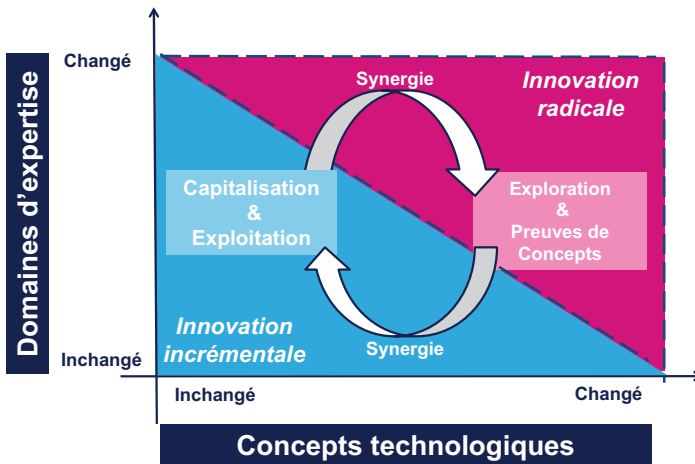 Domaines d'expertise
Changé
Inchangé
Synergie
Innovation
radicale
Capitalisation
&
Exploitation
Exploration
&
Preuves de
Concepts
Innovation
incrémentale
Synergie
Inchangé
Changé
Concepts technologiques